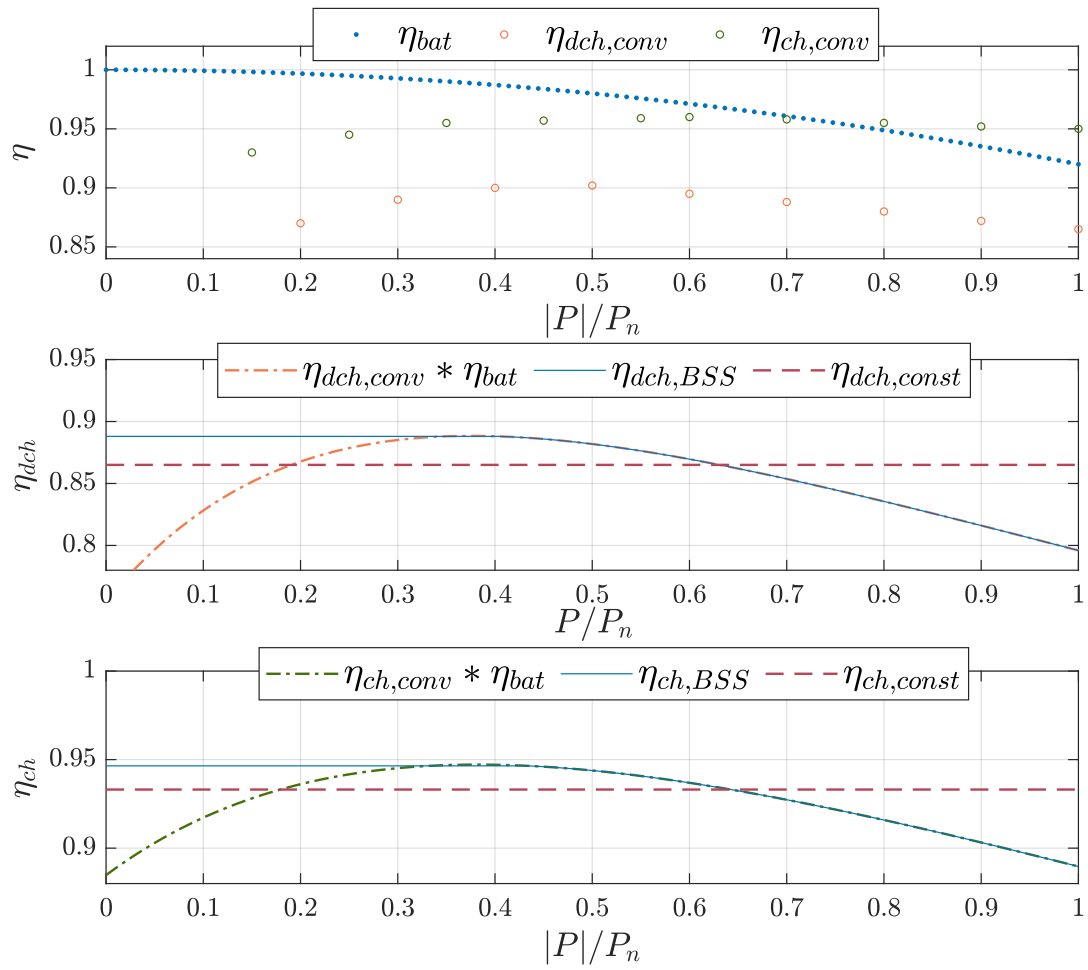 η_bat η_dch,conv η_ch,conv
1
0.95
0.9
0.85
η
0 0.1 0.2 0.3 0.4 0.5 0.6 0.7 0.8 0.9 1
|P|/P_n
η_dch,conv * η_bat η_dch,BSS η_dch,const
0.95
0.9
0.85
0.8
η_dch
0 0.1 0.2 0.3 0.4 0.5 0.6 0.7 0.8 0.9 1
P/P_n
η_ch,conv * η_bat η_ch,BSS η_ch,const
1
0.95
0.9
η_ch
0 0.1 0.2 0.3 0.4 0.5 0.6 0.7 0.8 0.9 1
|P|/P_n